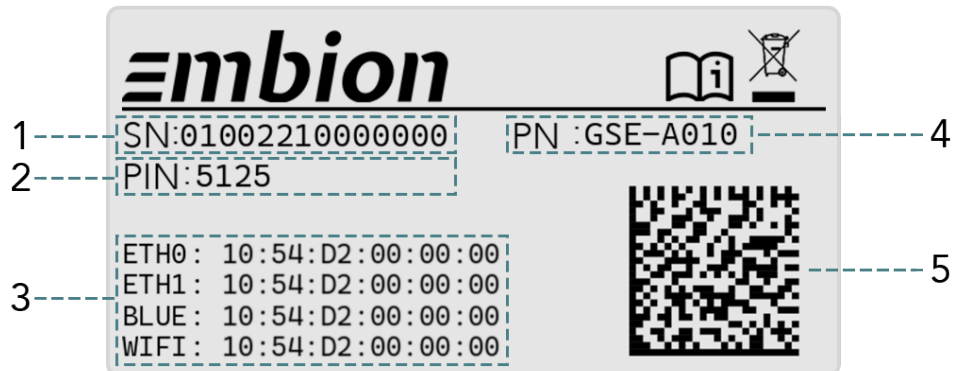 Embion
1
SN:01002210000000
PN :GSE-A010
4
2
PIN:5125
3
ETH0: 10:54:D2:00:00:00
ETH1: 10:54:D2:00:00:00
BLUE: 10:54:D2:00:00:00
WIFI: 10:54:D2:00:00:00
5